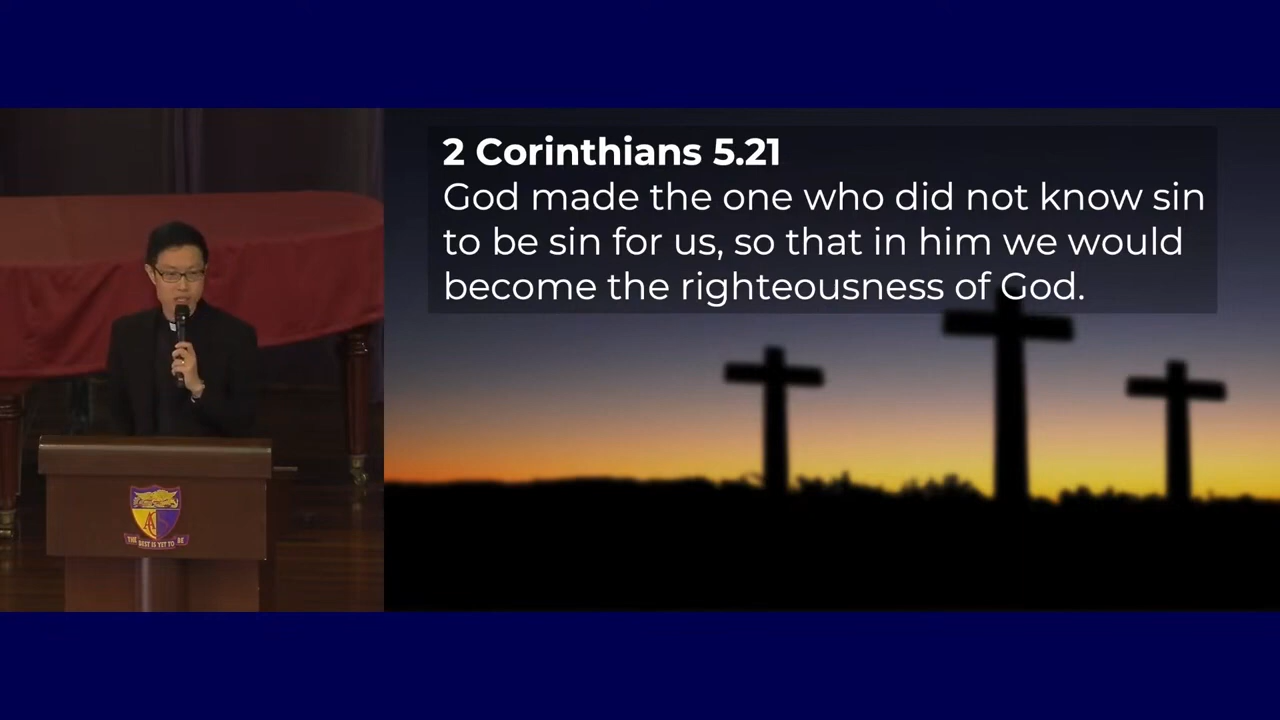 2 Corinthians 5.21
God made the one who did not know sin
to be sin for us, so that in him we would
become the righteousness of God.
THE BEST IS YET TO BE